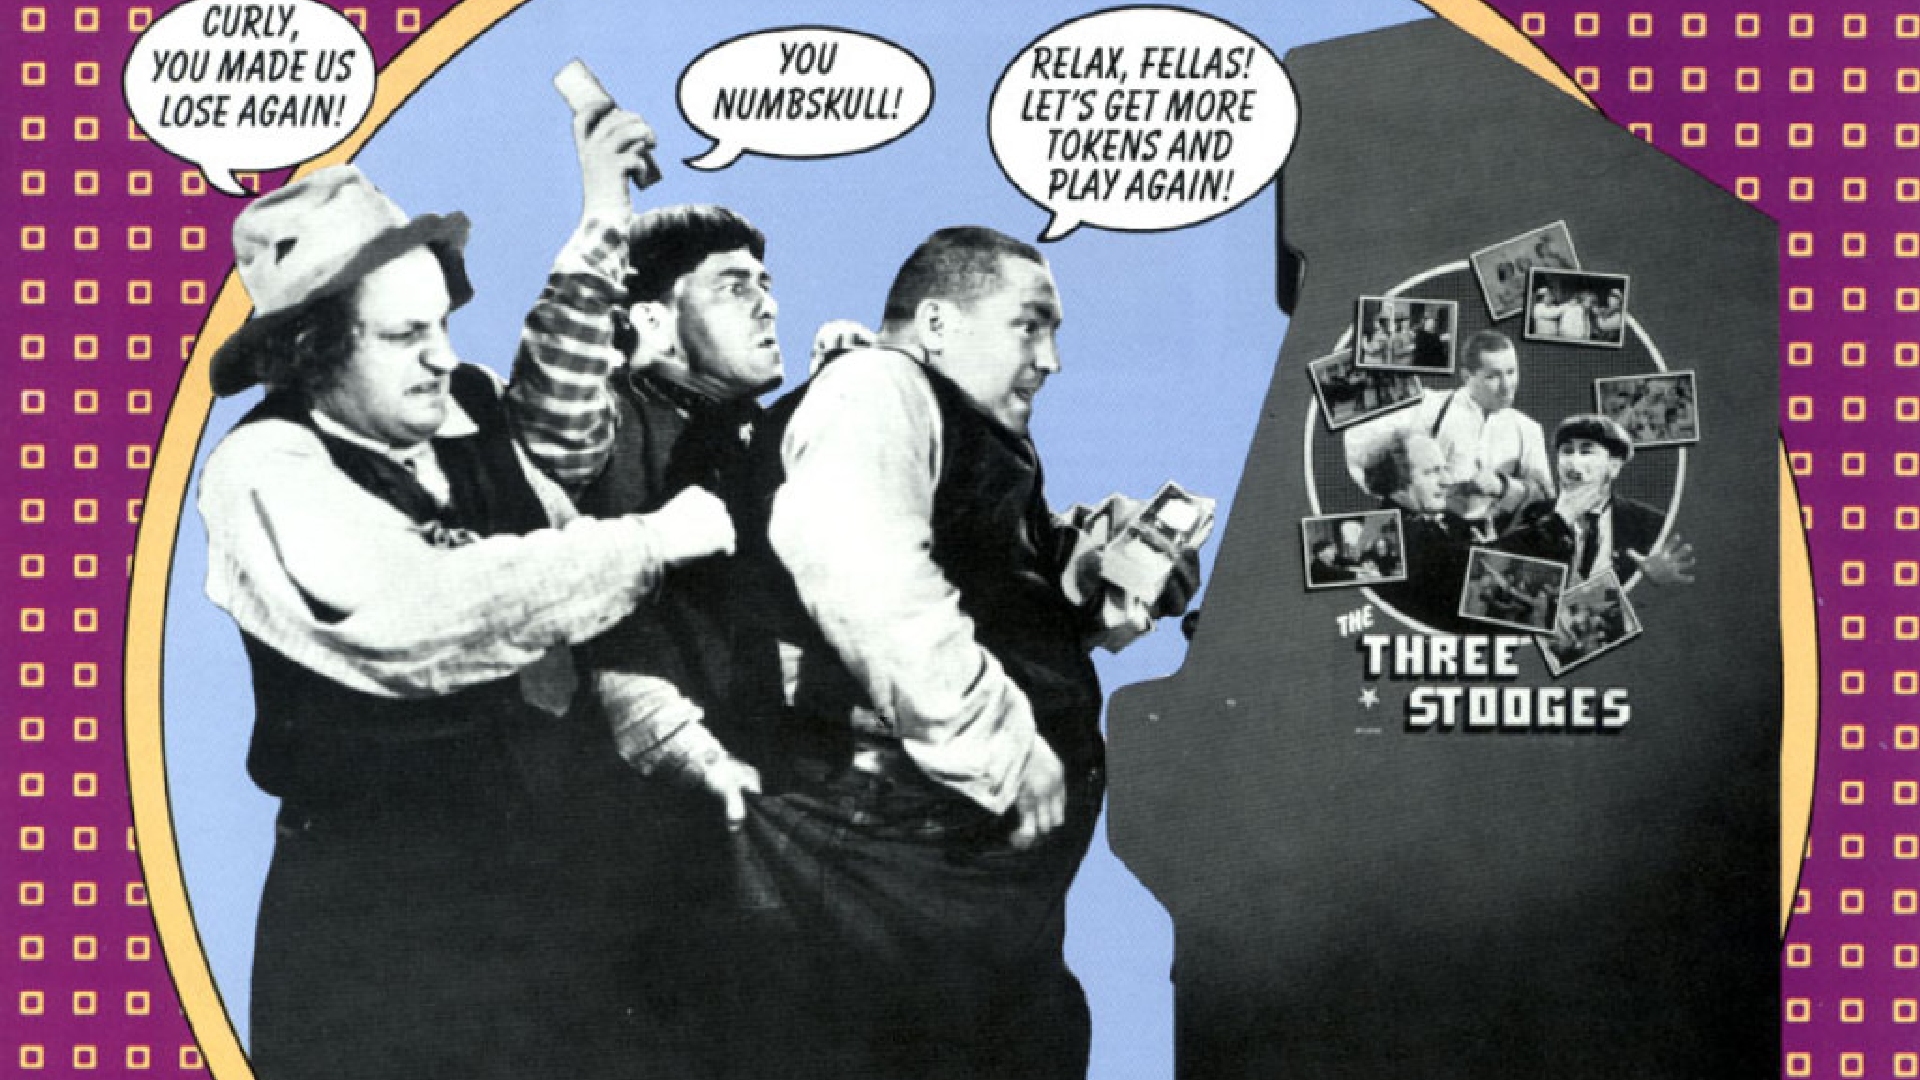 CURLY,
YOU MADE US
LOSE AGAIN!
YOU
NUMBSKULL!
RELAX, FELLAS!
LET'S GET MORE
TOKENS AND
PLAY AGAIN!
THE
THREE
STOOGES